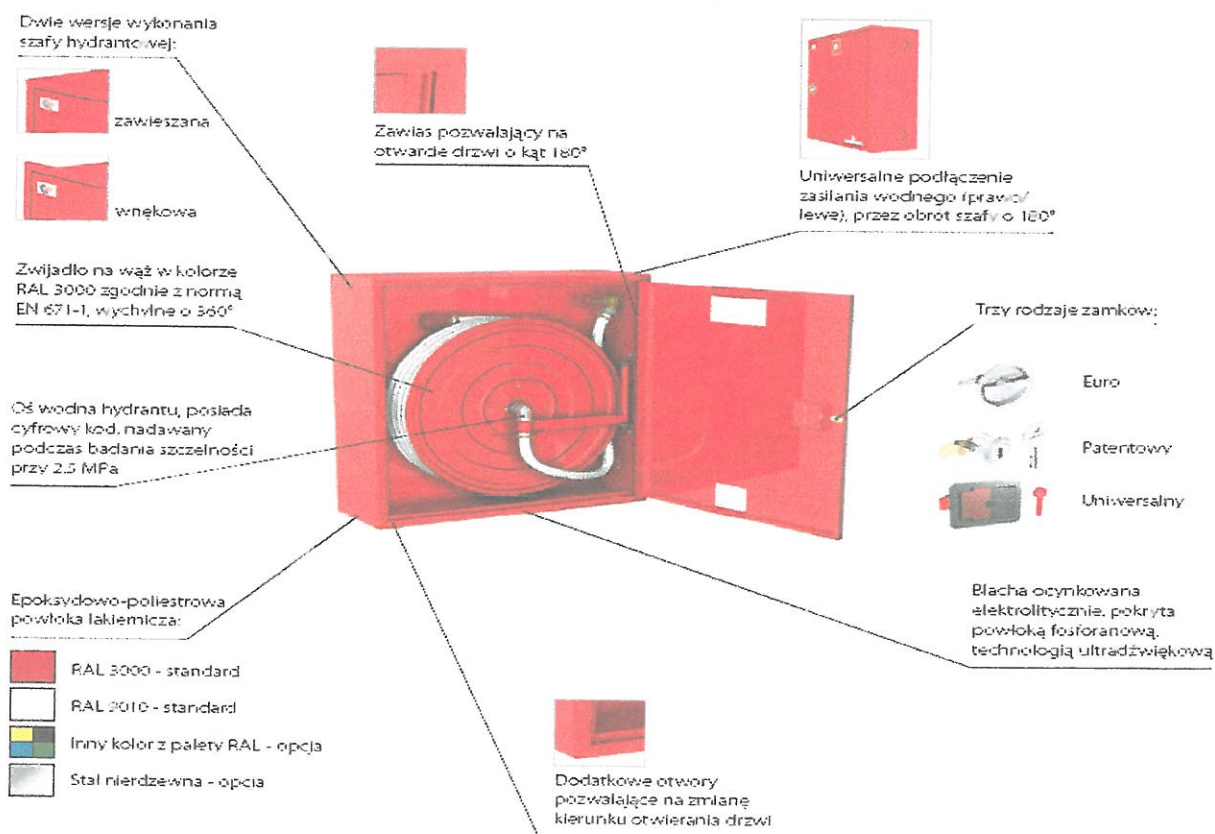 Dwie wersje wykonania
szafy hydrantowej:
zawieszana
wnękowa
Zawias pozwalający na
otwarcie drzwi o kąt 180°
Uniwersalne podłączenie
zasilania wodnego (prawo/
lewe), przez obrot szafy o 180°
Zwijadło na wąż w kolorze
RAL 3000 zgodnie z normą
EN 671-1, wychylne o 360°
Trzy rodzaje zamkow:
Euro
Patentowy
Uniwersalny
Oś wodna hydrantu, posiada
cyfrowy kod, nadawany
podczas badania szczelności
przy 2.5 MPa
Epoksydowo-poliestrowa
powłoka lakiernicza:
RAL 3000 - standard
RAL 9010 - standard
Inny kolor z palety RAL - opcja
Stal nierdzewna - opcja
Blacha ocynkowana
elektrolitycznie, pokryta
powłoką fosforanową,
technologią ultradźwiękową
Dodatkowe otwory
pozwalające na zmianę
kierunku otwierania drzwi